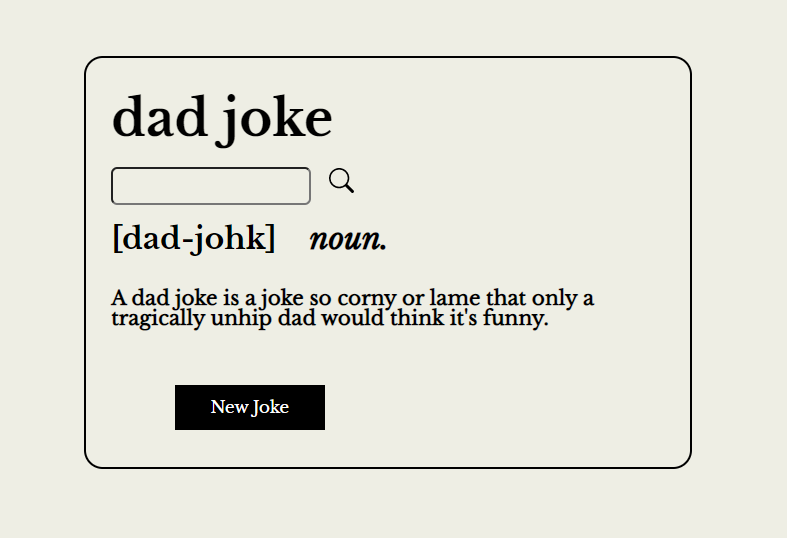 dad joke
[dad-johk] noun.
A dad joke is a joke so corny or lame that only a
tragically unhip dad would think it's funny.
New Joke